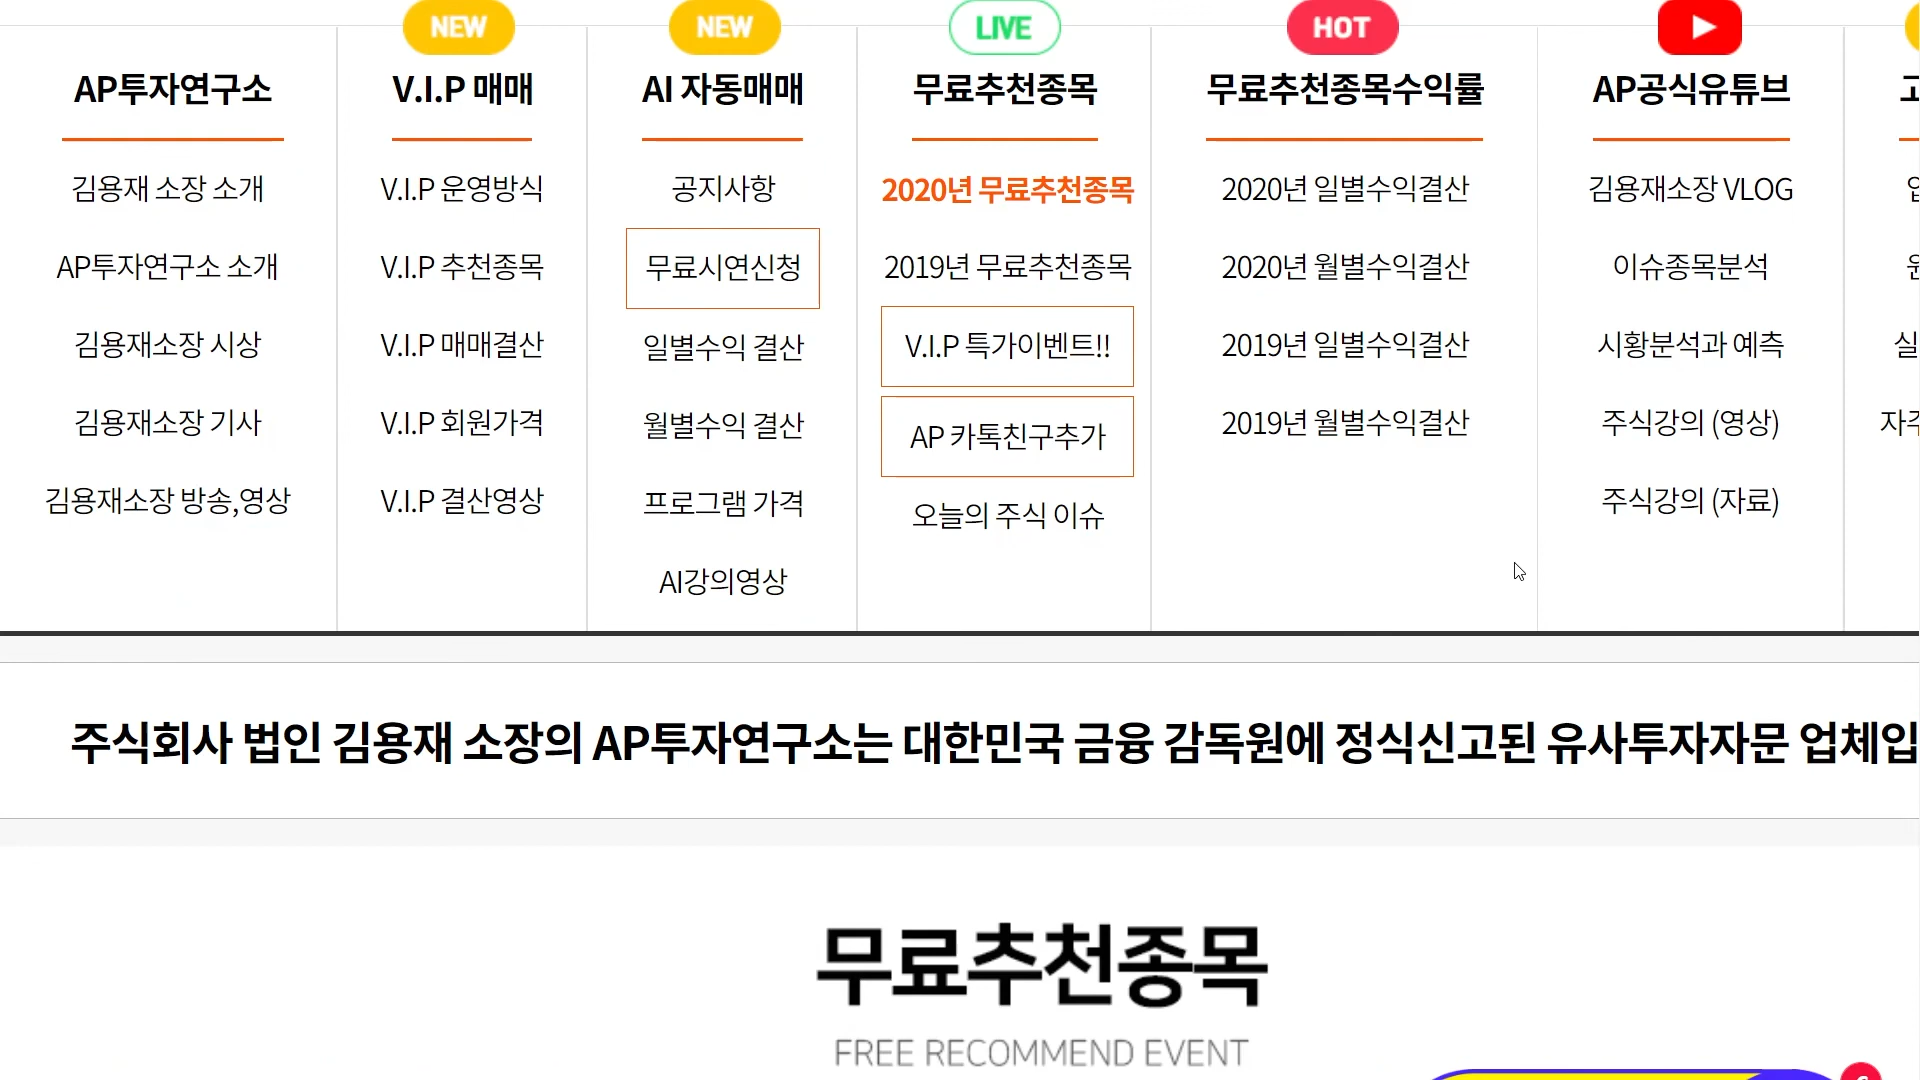 NEW
NEW
LIVE
HOT
AP투자연구소
V.I.P 매매
AI 자동매매
무료추천종목
무료추천종목수익률
AP공식유튜브
김용재 소장 소개
AP투자연구소 소개
김용재소장 시상
김용재소장 기사
김용재소장 방송,영상
V.I.P 운영방식
V.I.P 추천종목
V.I.P 매매결산
V.I.P 회원가격
V.I.P 결산영상
공지사항
무료시연신청
일별수익 결산
월별수익 결산
프로그램 가격
AI강의영상
2020년 무료추천종목
2019년 무료추천종목
V.I.P 특가이벤트!!
AP 카톡친구추가
오늘의 주식 이슈
2020년 일별수익결산
2020년 월별수익결산
2019년 일별수익결산
2019년 월별수익결산
김용재소장 VLOG
이슈종목분석
시황분석과 예측
주식강의 (영상)
주식강의 (자료)
실
자주
주식회사 법인 김용재 소장의 AP투자연구소는 대한민국 금융 감독원에 정식신고된 유사투자자문 업체입
무료추천종목
FREE RECOMMEND EVENT